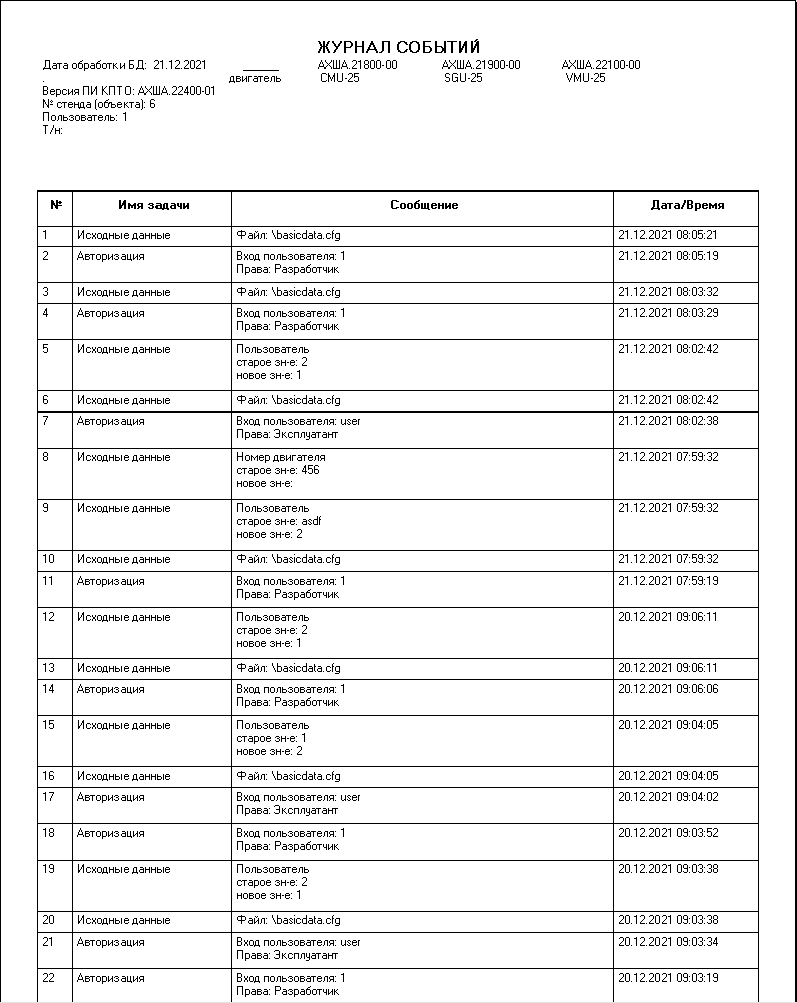 ЖУРНАЛ СОБЫТИЙ
Дата обработки БД: 21.12.2021 ______ АХША.21800-00 АХША.21900-00 АХША.22100-00
. двигатель CMU-25 SGU-25 VMU-25
Версия ПИ КПТО: АХША.22400-01
№ стенда (объекта): 6
Пользователь: 1
Т/н:
№ Имя задачи Сообщение Дата/Время
1 Исходные данные Файл: \basicdata.cfg 21.12.2021 08:05:21
2 Авторизация Вход пользователя: 1 21.12.2021 08:05:19
Права: Разработчик
3 Исходные данные Файл: \basicdata.cfg 21.12.2021 08:03:32
4 Авторизация Вход пользователя: 1 21.12.2021 08:03:29
Права: Разработчик
5 Исходные данные Пользователь 21.12.2021 08:02:42
старое зн-е: 2
новое зн-е: 1
6 Исходные данные Файл: \basicdata.cfg 21.12.2021 08:02:42
7 Авторизация Вход пользователя: user 21.12.2021 08:02:38
Права: Эксплуатант
8 Исходные данные Номер двигателя 21.12.2021 07:59:32
старое зн-е: 456
новое зн-е:
9 Исходные данные Пользователь 21.12.2021 07:59:32
старое зн-е: asdf
новое зн-е: 2
10 Исходные данные Файл: \basicdata.cfg 21.12.2021 07:59:32
11 Авторизация Вход пользователя: 1 21.12.2021 07:59:19
Права: Разработчик
12 Исходные данные Пользователь 20.12.2021 09:06:11
старое зн-е: 2
новое зн-е: 1
13 Исходные данные Файл: \basicdata.cfg 20.12.2021 09:06:11
14 Авторизация Вход пользователя: 1 20.12.2021 09:06:06
Права: Разработчик
15 Исходные данные Пользователь 20.12.2021 09:04:05
старое зн-е: 1
новое зн-е: 2
16 Исходные данные Файл: \basicdata.cfg 20.12.2021 09:04:05
17 Авторизация Вход пользователя: user 20.12.2021 09:04:02
Права: Эксплуатант
18 Авторизация Вход пользователя: 1 20.12.2021 09:03:52
Права: Разработчик
19 Исходные данные Пользователь 20.12.2021 09:03:38
старое зн-е: 2
новое зн-е: 1
20 Исходные данные Файл: \basicdata.cfg 20.12.2021 09:03:38
21 Авторизация Вход пользователя: user 20.12.2021 09:03:34
Права: Эксплуатант
22 Авторизация Вход пользователя: 1 20.12.2021 09:03:19
Права: Разработчик